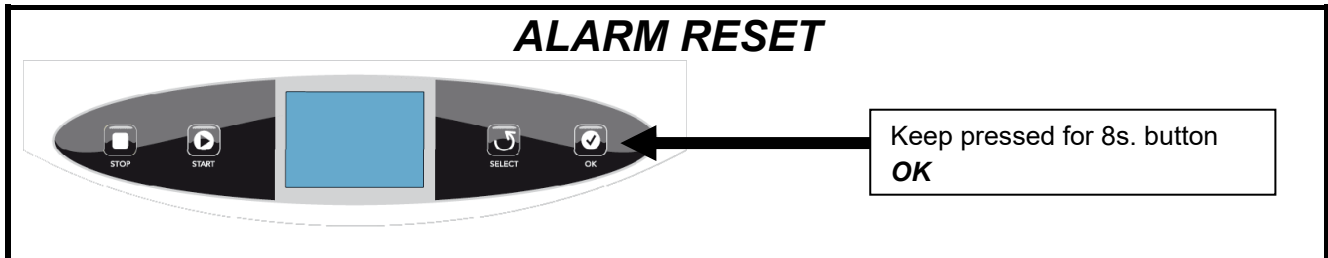 ALARM RESET
STOP
START
SELECT
OK
Keep pressed for 8s. button
OK